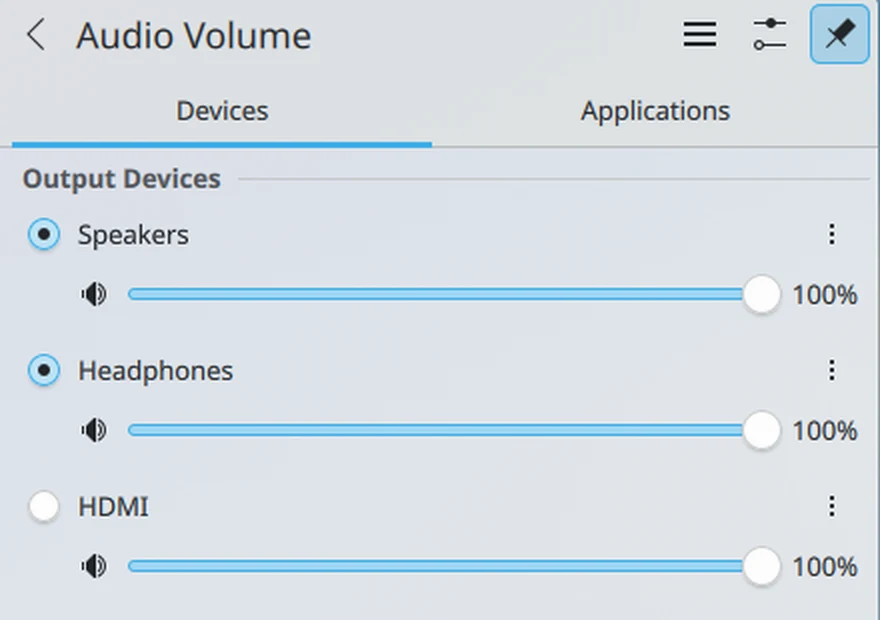 Audio Volume
Devices
Applications
Output Devices
Speakers
100%
Headphones
100%
HDMI
100%